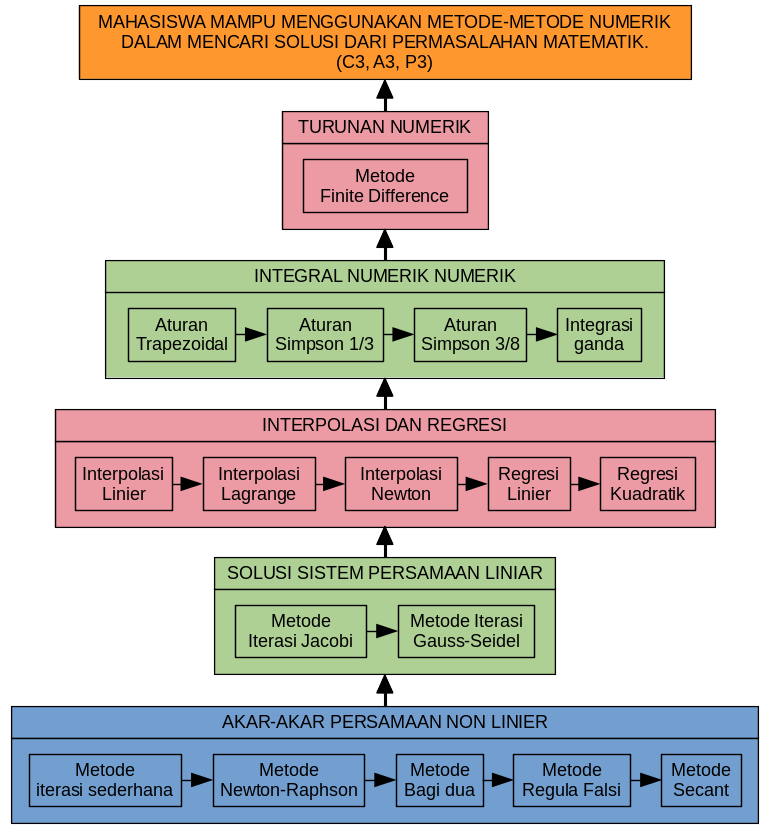 MAHASISWA MAMPU MENGGUNAKAN METODE-METODE NUMERIK
DALAM MENCARI SOLUSI DARI PERMASALAHAN MATEMATIK.
(C3, A3, P3)
TURUNAN NUMERIK
Metode
Finite Difference
INTEGRAL NUMERIK NUMERIK
Aturan
Trapezoidal
Aturan
Simpson 1/3
Aturan
Simpson 3/8
Integrasi
ganda
INTERPOLASI DAN REGRESI
Interpolasi
Linier
Interpolasi
Lagrange
Interpolasi
Newton
Regresi
Linier
Regresi
Kuadratik
SOLUSI SISTEM PERSAMAAN LINIAR
Metode
Iterasi Jacobi
Metode Iterasi
Gauss-Seidel
AKAR-AKAR PERSAMAAN NON LINIER
Metode
iterasi sederhana
Metode
Newton-Raphson
Metode
Bagi dua
Metode
Regula Falsi
Metode
Secant